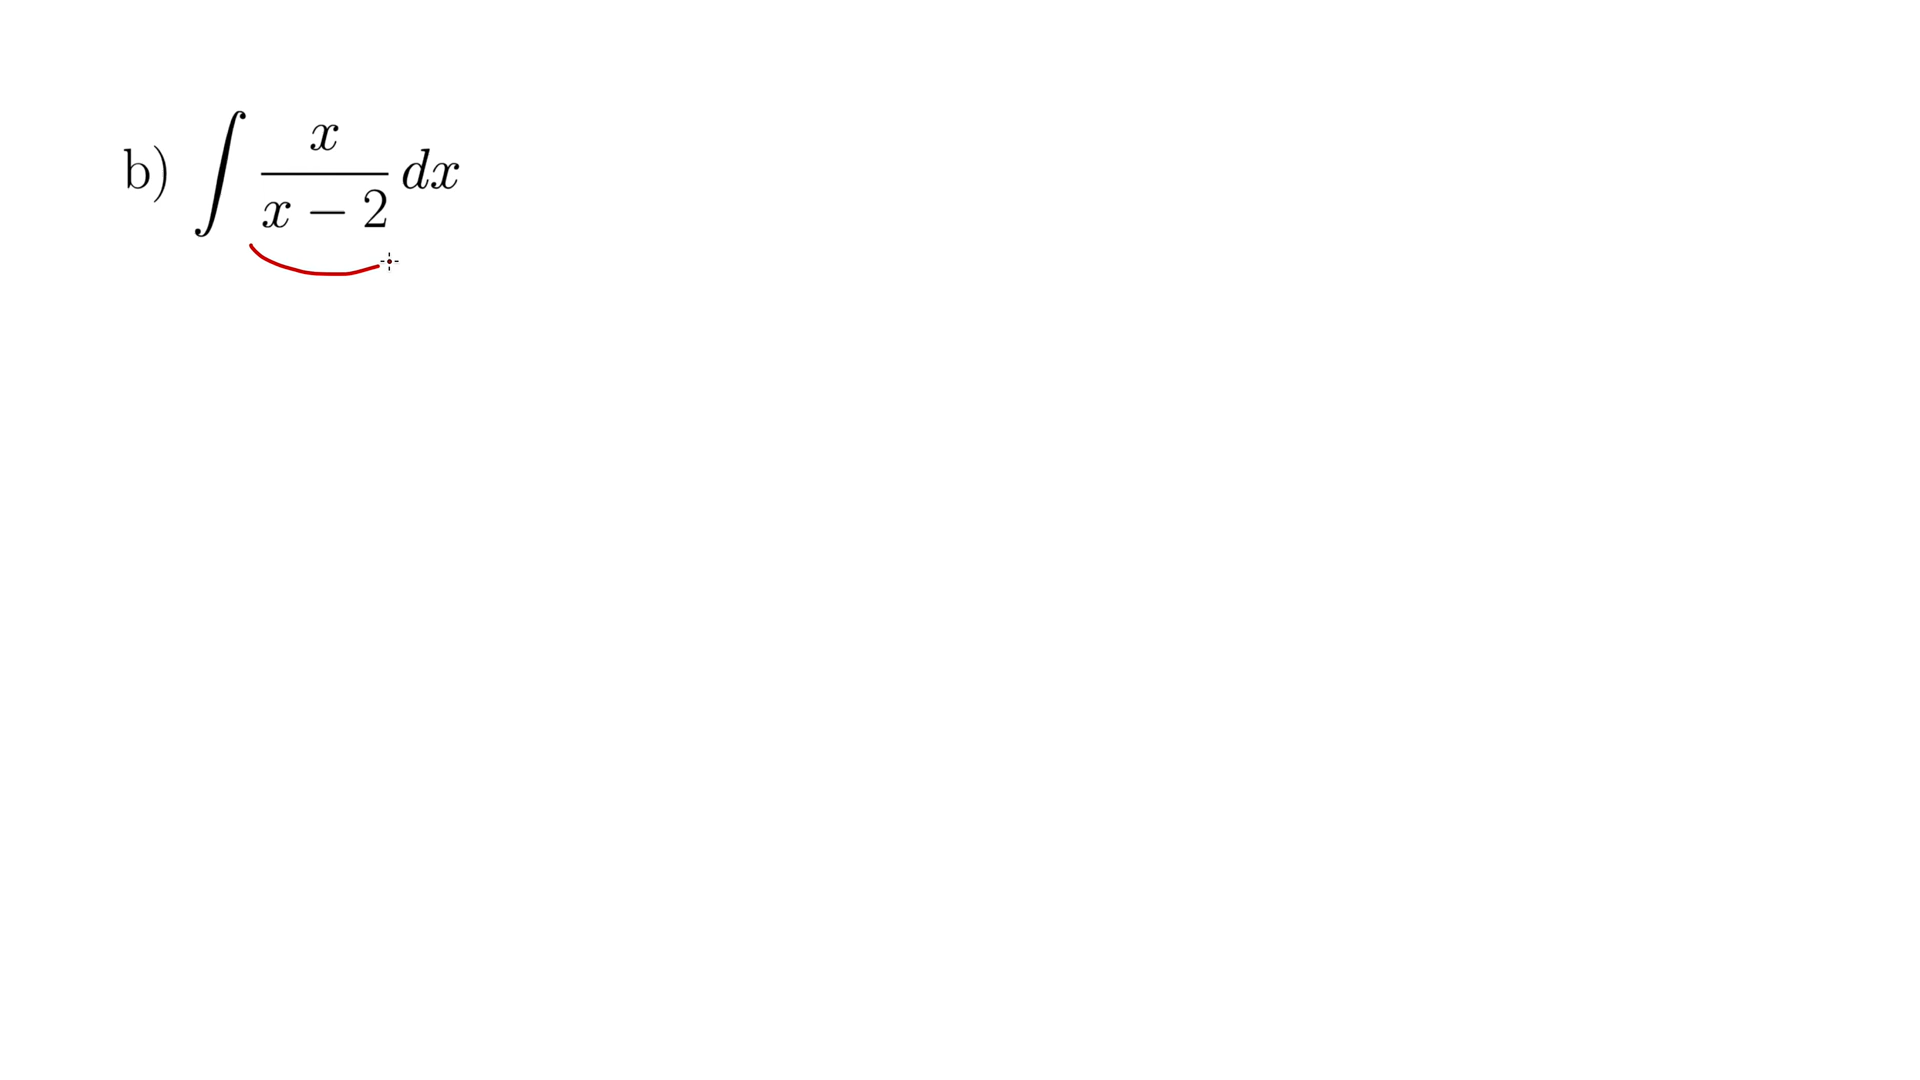 b) ∫ x/(x − 2) dx